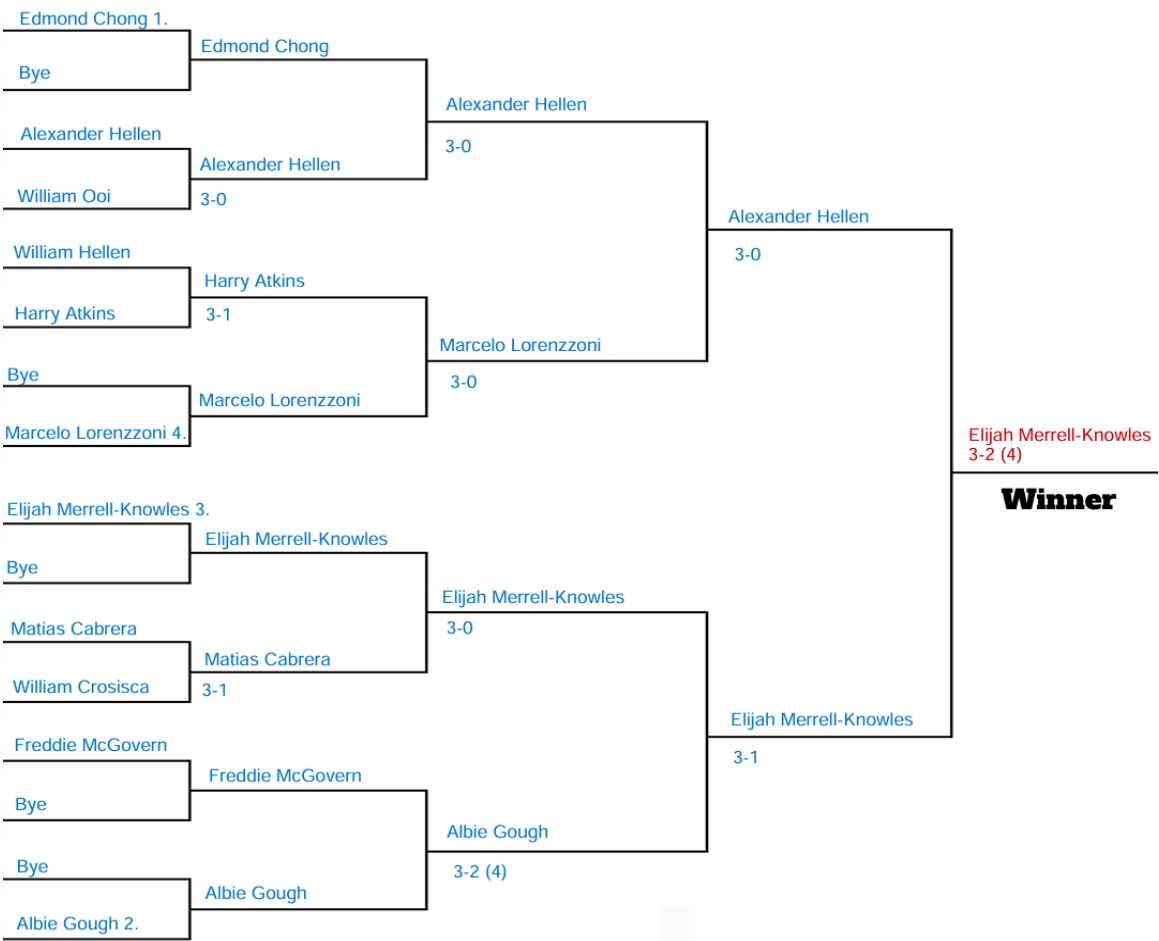 Edmond Chong 1.
Edmond Chong
Bye
Alexander Hellen
3-0
Alexander Hellen
Alexander Hellen
William Ooi
3-0
Alexander Hellen
3-0
William Hellen
Harry Atkins
Harry Atkins
3-1
Marcelo Lorenzzoni
3-0
Bye
Marcelo Lorenzzoni
Marcelo Lorenzzoni 4.
Elijah Merrell-Knowles
3-2 (4)
Winner
Elijah Merrell-Knowles 3.
Elijah Merrell-Knowles
Bye
Elijah Merrell-Knowles
3-0
Matias Cabrera
Matias Cabrera
William Crosisca
3-1
Elijah Merrell-Knowles
3-1
Freddie McGovern
Freddie McGovern
Bye
Albie Gough
3-2 (4)
Bye
Albie Gough
Albie Gough 2.